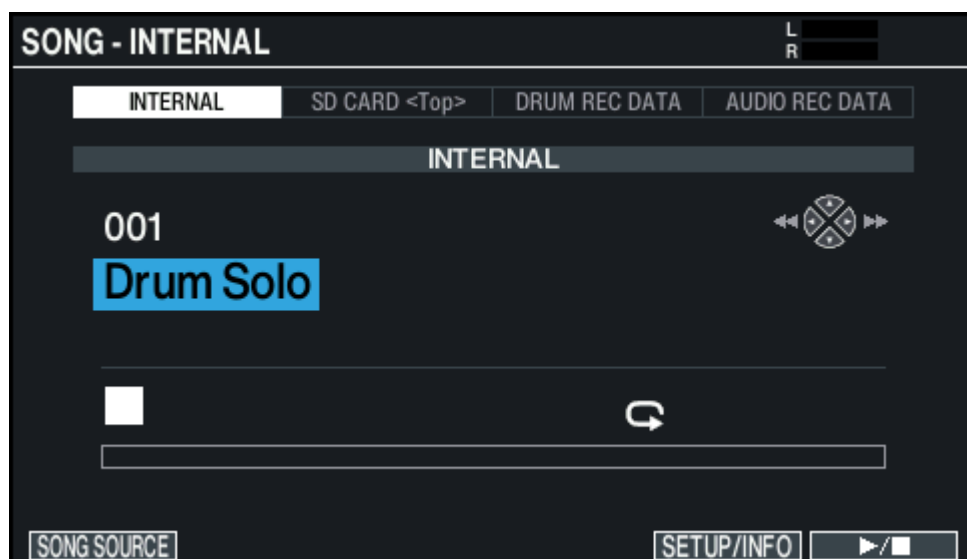 SONG - INTERNAL
L
R
INTERNAL
SD CARD <Top>
DRUM REC DATA
AUDIO REC DATA
INTERNAL
001
Drum Solo
SONG SOURCE
SETUP/INFO